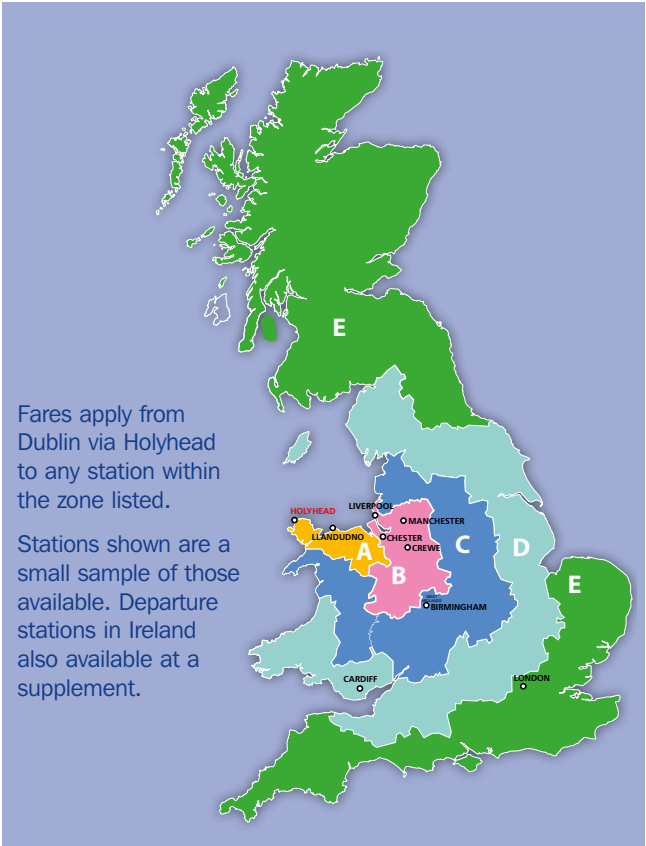 E
Fares apply from
Dublin via Holyhead
to any station within
the zone listed.
Stations shown are a
small sample of those
available. Departure
stations in Ireland
also available at a
supplement.
HOLYHEAD
LIVERPOOL
LLANDUDNO
MANCHESTER
CHESTER
CREWE
A
B
C
D
E
WEST
MIDLANDS
BIRMINGHAM
CARDIFF
LONDON